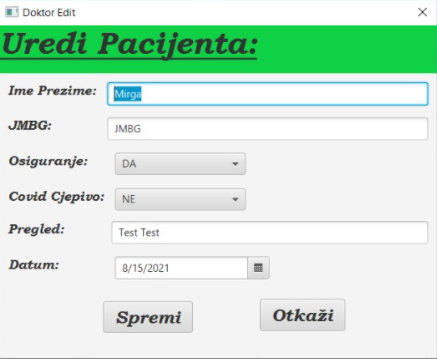 Doktor Edit
Uredi Pacijenta:
Ime Prezime: Mirga
JMBG: JMBG
Osiguranje: DA
Covid Cjepivo: NE
Pregled: Test Test
Datum: 8/15/2021
Spremi Otkaži